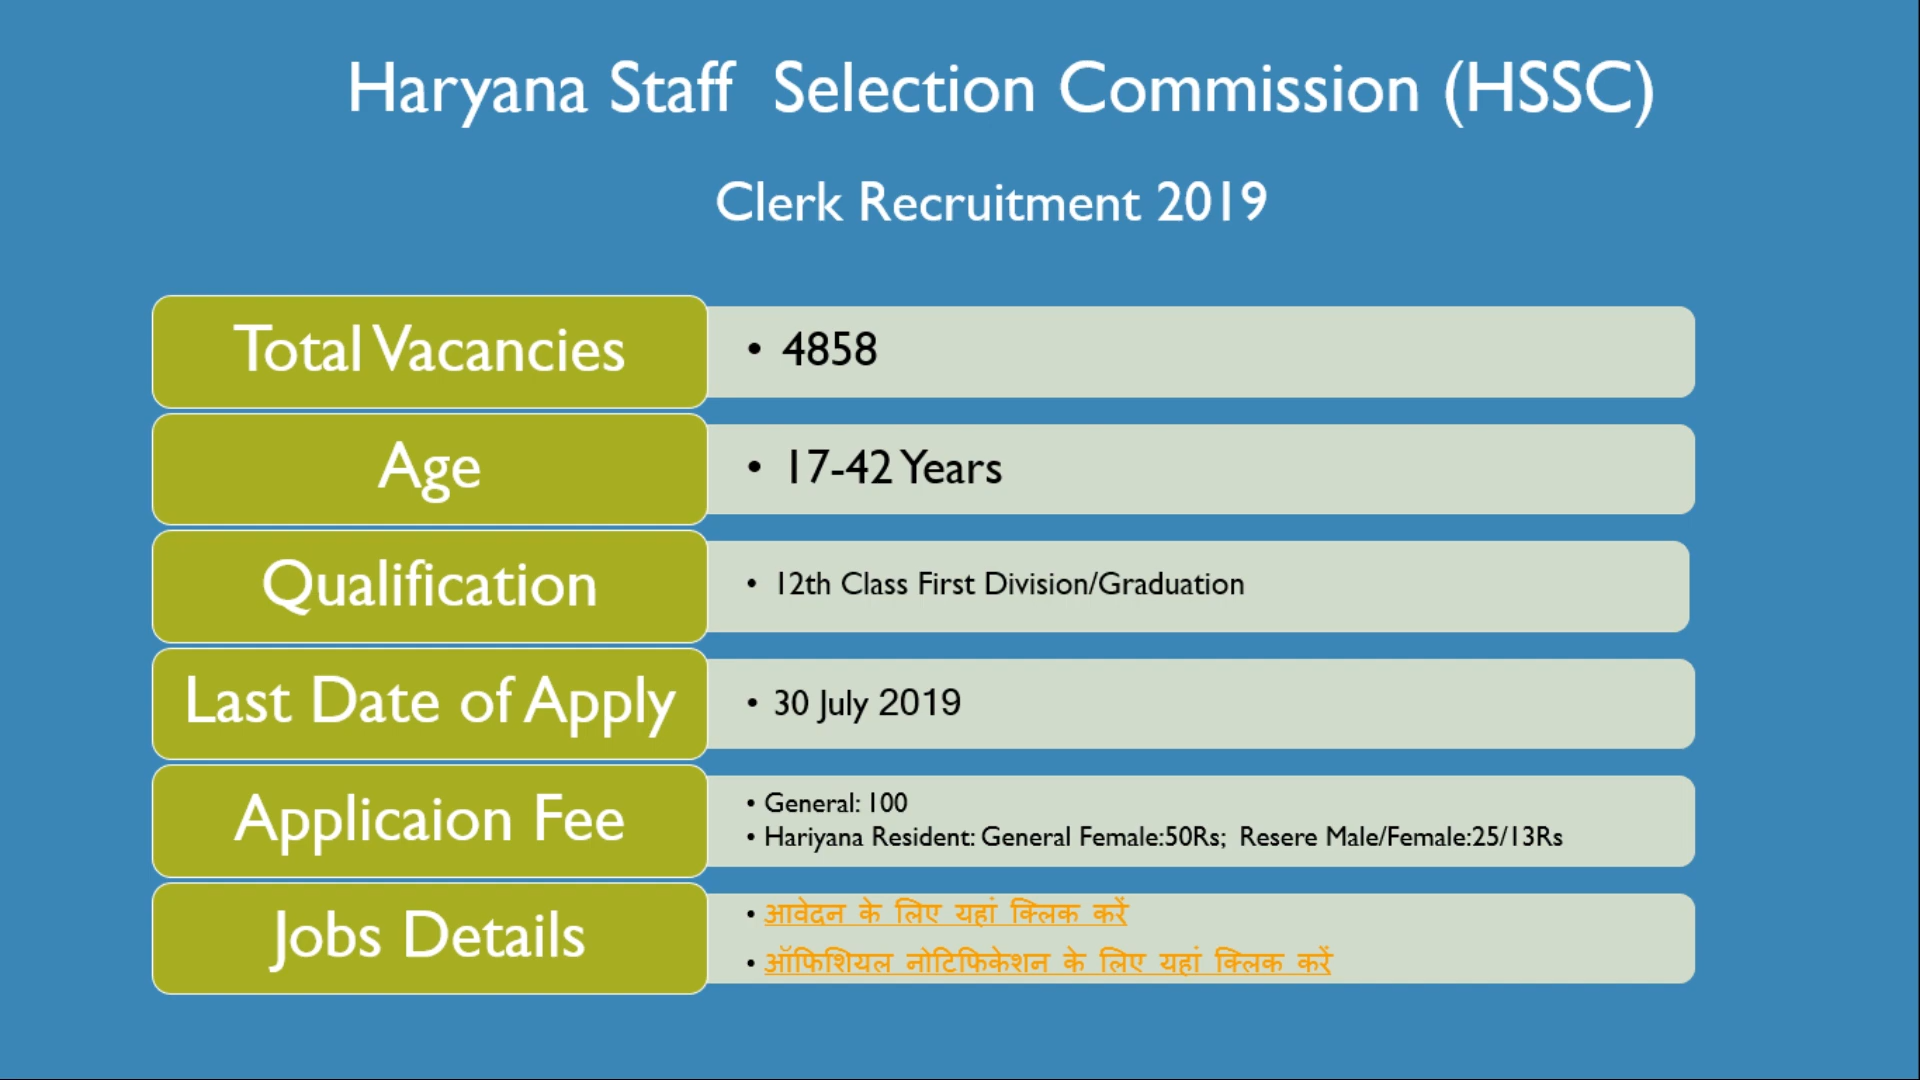 Haryana Staff Selection Commission (HSSC)
Clerk Recruitment 2019
Total Vacancies
• 4858
Age
• 17-42 Years
Qualification
• 12th Class First Division/Graduation
Last Date of Apply
• 30 July 2019
Applicaion Fee
• General: 100
• Hariyana Resident: General Female:50Rs; Resere Male/Female:25/13Rs
Jobs Details
• आवेदन के लिए यहां क्लिक करें
• ऑफिशियल नोटिफिकेशन के लिए यहां क्लिक करें